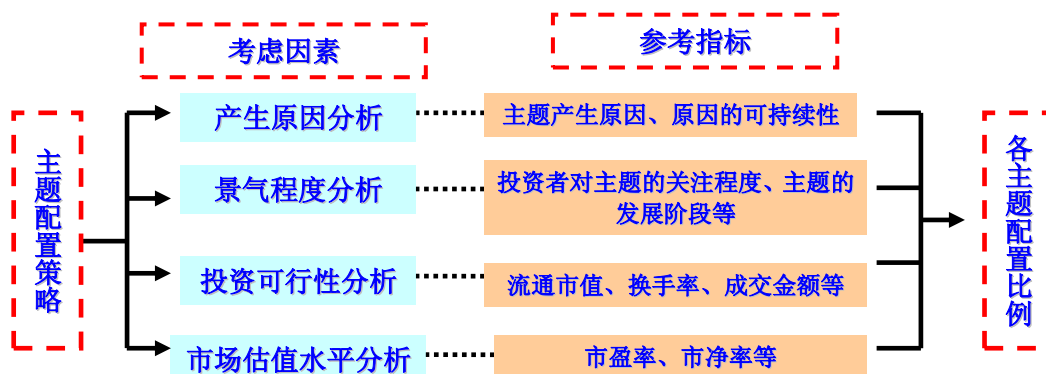 考虑因素
参考指标
主题配置策略
产生原因分析
主题产生原因、原因的可持续性
景气程度分析
投资者对主题的关注程度、主题的
发展阶段等
投资可行性分析
流通市值、换手率、成交金额等
市场估值水平分析
市盈率、市净率等
各主题配置比例